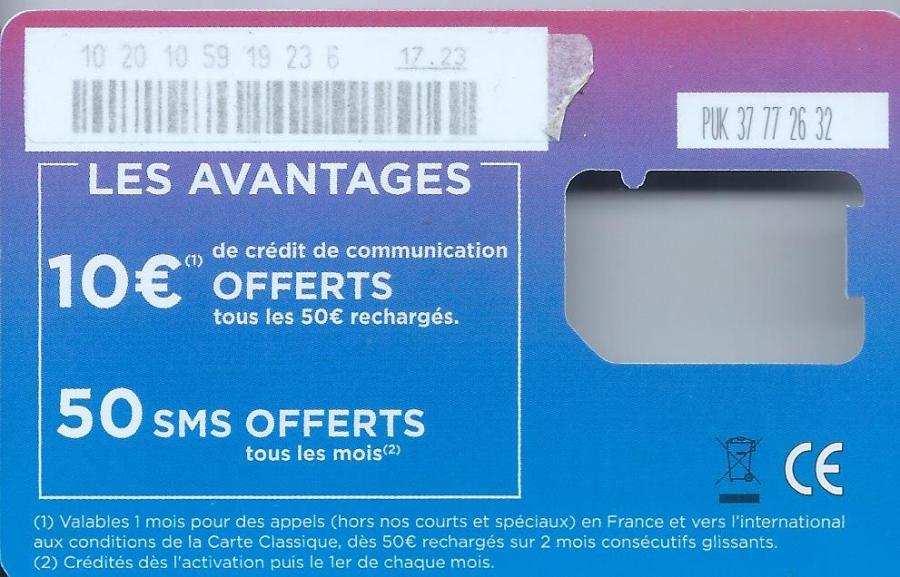 10 20 10 59 19 23 6 17.23
PUK 37 77 26 32
LES AVANTAGES
10€(1) de crédit de communication
OFFERTS
tous les 50€ rechargés.
50 SMS OFFERTS
tous les mois(2)
CE
(1) Valables 1 mois pour des appels (hors nos courts et spéciaux) en France et vers l'international
aux conditions de la Carte Classique, dès 50€ rechargés sur 2 mois consécutifs glissants.
(2) Crédités dès l'activation puis le 1er de chaque mois.